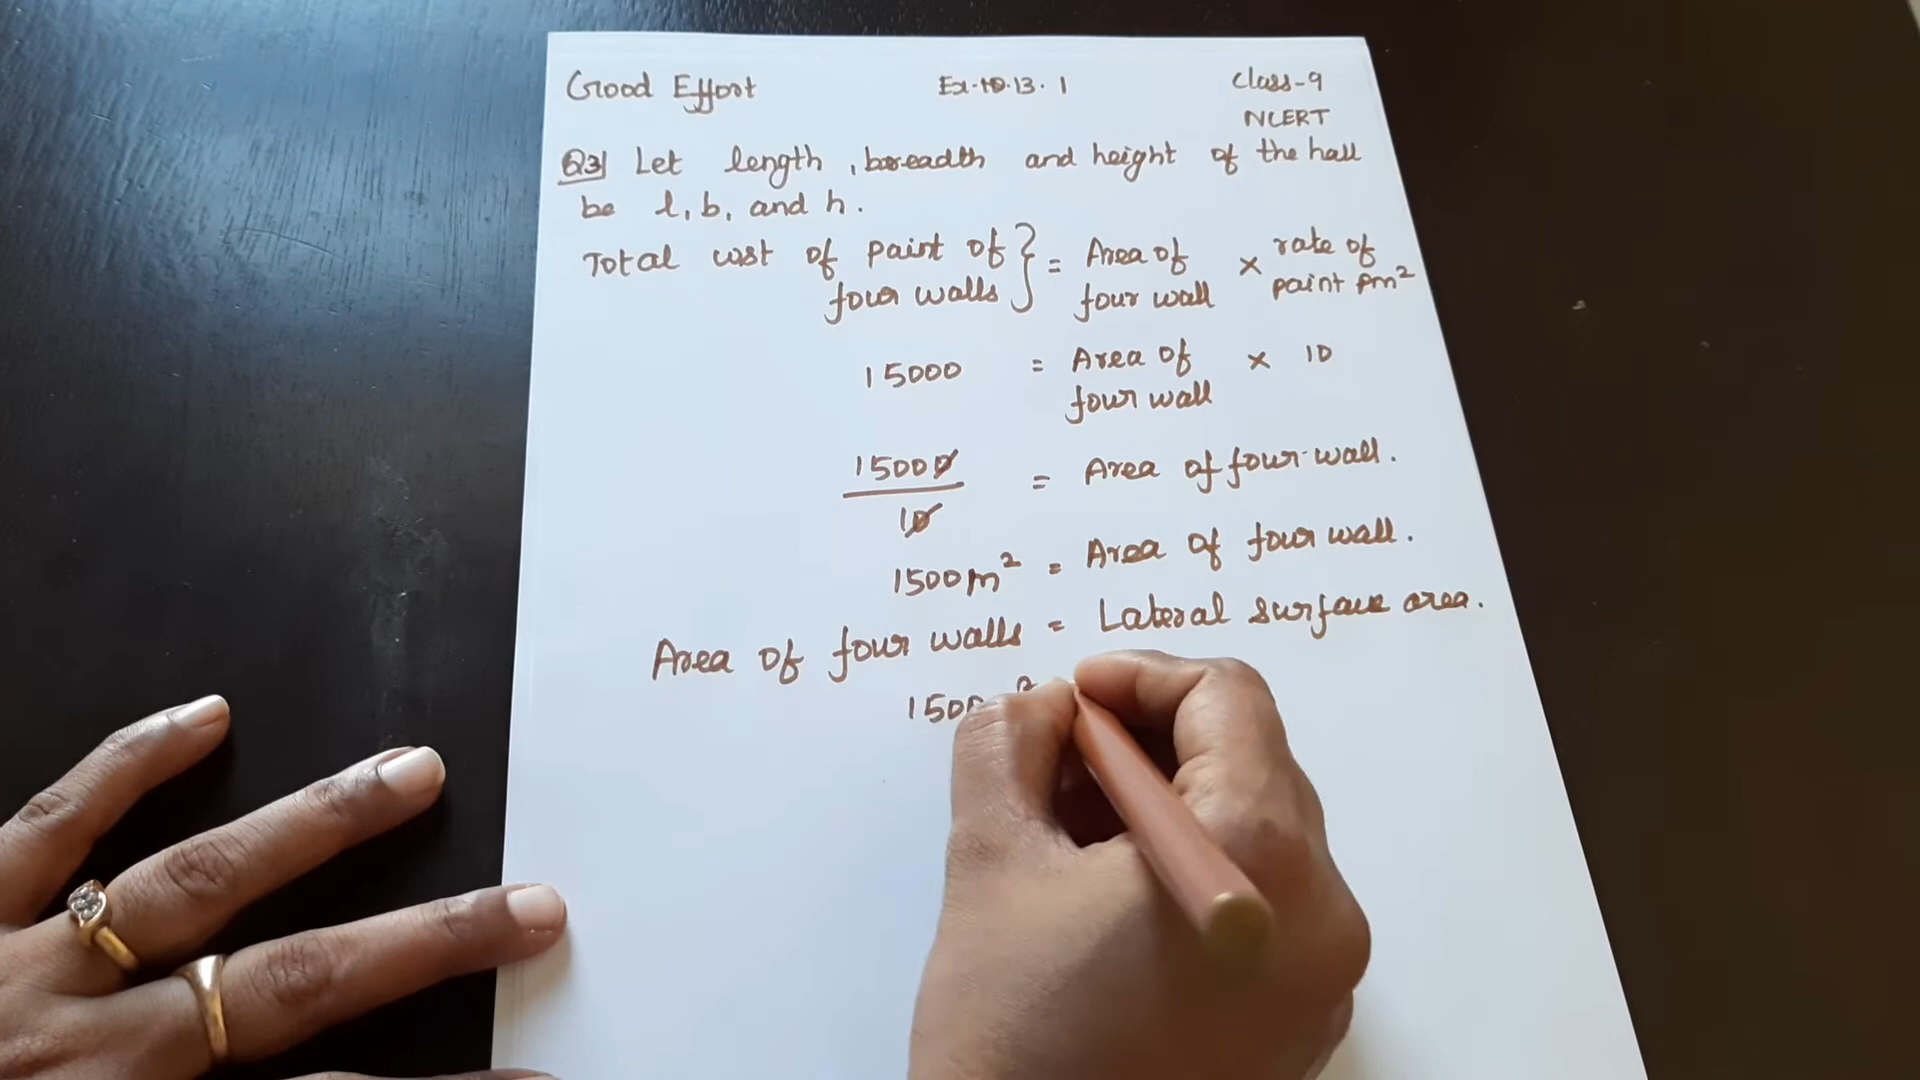 Good Effort Ex-10.13.1 Class-9
NCERT
Q3 Let length, breadth and height of the hall
be l, b, and h.
Total cost of paint of four walls } = Area of four wall × rate of paint pm²
15000 = Area of four wall × 10
15000/10 = Area of four wall.
1500m² = Area of four wall.
Area of four walls = Lateral surface area.
150